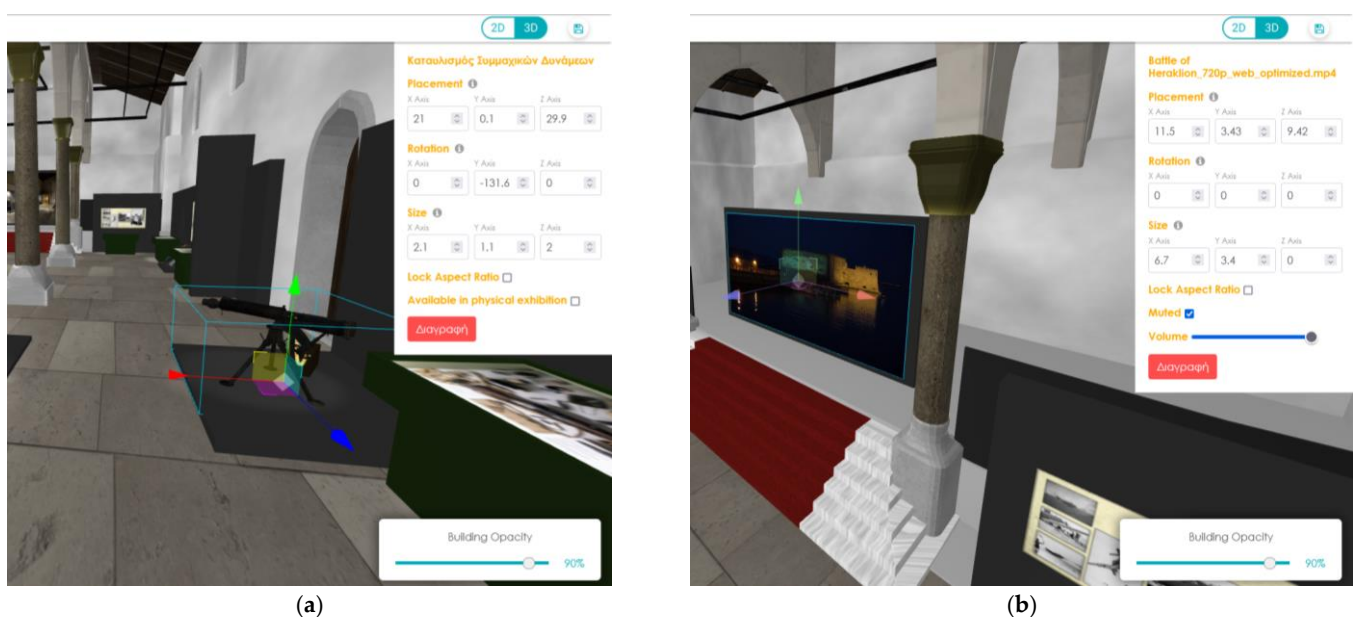 2D 3D
Καταυλισμός Συμμαχικών Δυνάμεων
Placement
X Axis Y Axis Z Axis
21 0.1 29.9
Rotation
X Axis Y Axis Z Axis
0 -131.6 0
Size
X Axis Y Axis Z Axis
2.1 1.1 2
Lock Aspect Ratio
Available in physical exhibition
Διαγραφή
Building Opacity
90%
(a)
2D 3D
Battle of
Heraklion_720p_web_optimized.mp4
Placement
X Axis Y Axis Z Axis
11.5 3.43 9.42
Rotation
X Axis Y Axis Z Axis
0 0 0
Size
X Axis Y Axis Z Axis
6.7 3.4 0
Lock Aspect Ratio
Muted
Volume
Διαγραφή
Building Opacity
90%
(b)